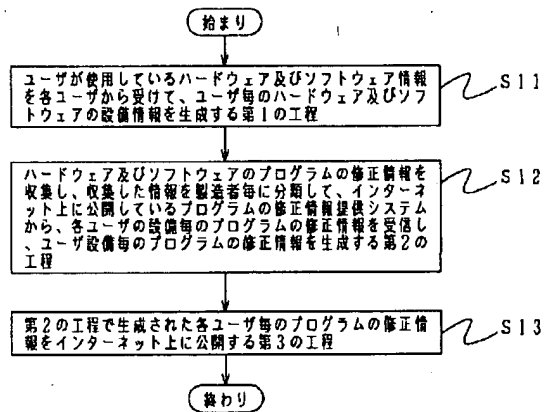 始まり
ユーザが使用しているハードウェア及びソフトウェア情報
を各ユーザから受けて、ユーザ毎のハードウェア及びソフ
トウェアの設備情報を生成する第1の工程
S11
ハードウェア及びソフトウェアのプログラムの修正情報を
収集し、収集した情報を製造者毎に分類して、インターネ
ット上に公開しているプログラムの修正情報提供システム
から、各ユーザの設備毎のプログラムの修正情報を受信し
、ユーザ設備毎のプログラムの修正情報を生成する第2の
工程
S12
第2の工程で生成された各ユーザ毎のプログラムの修正情
報をインターネット上に公開する第3の工程
S13
終わり